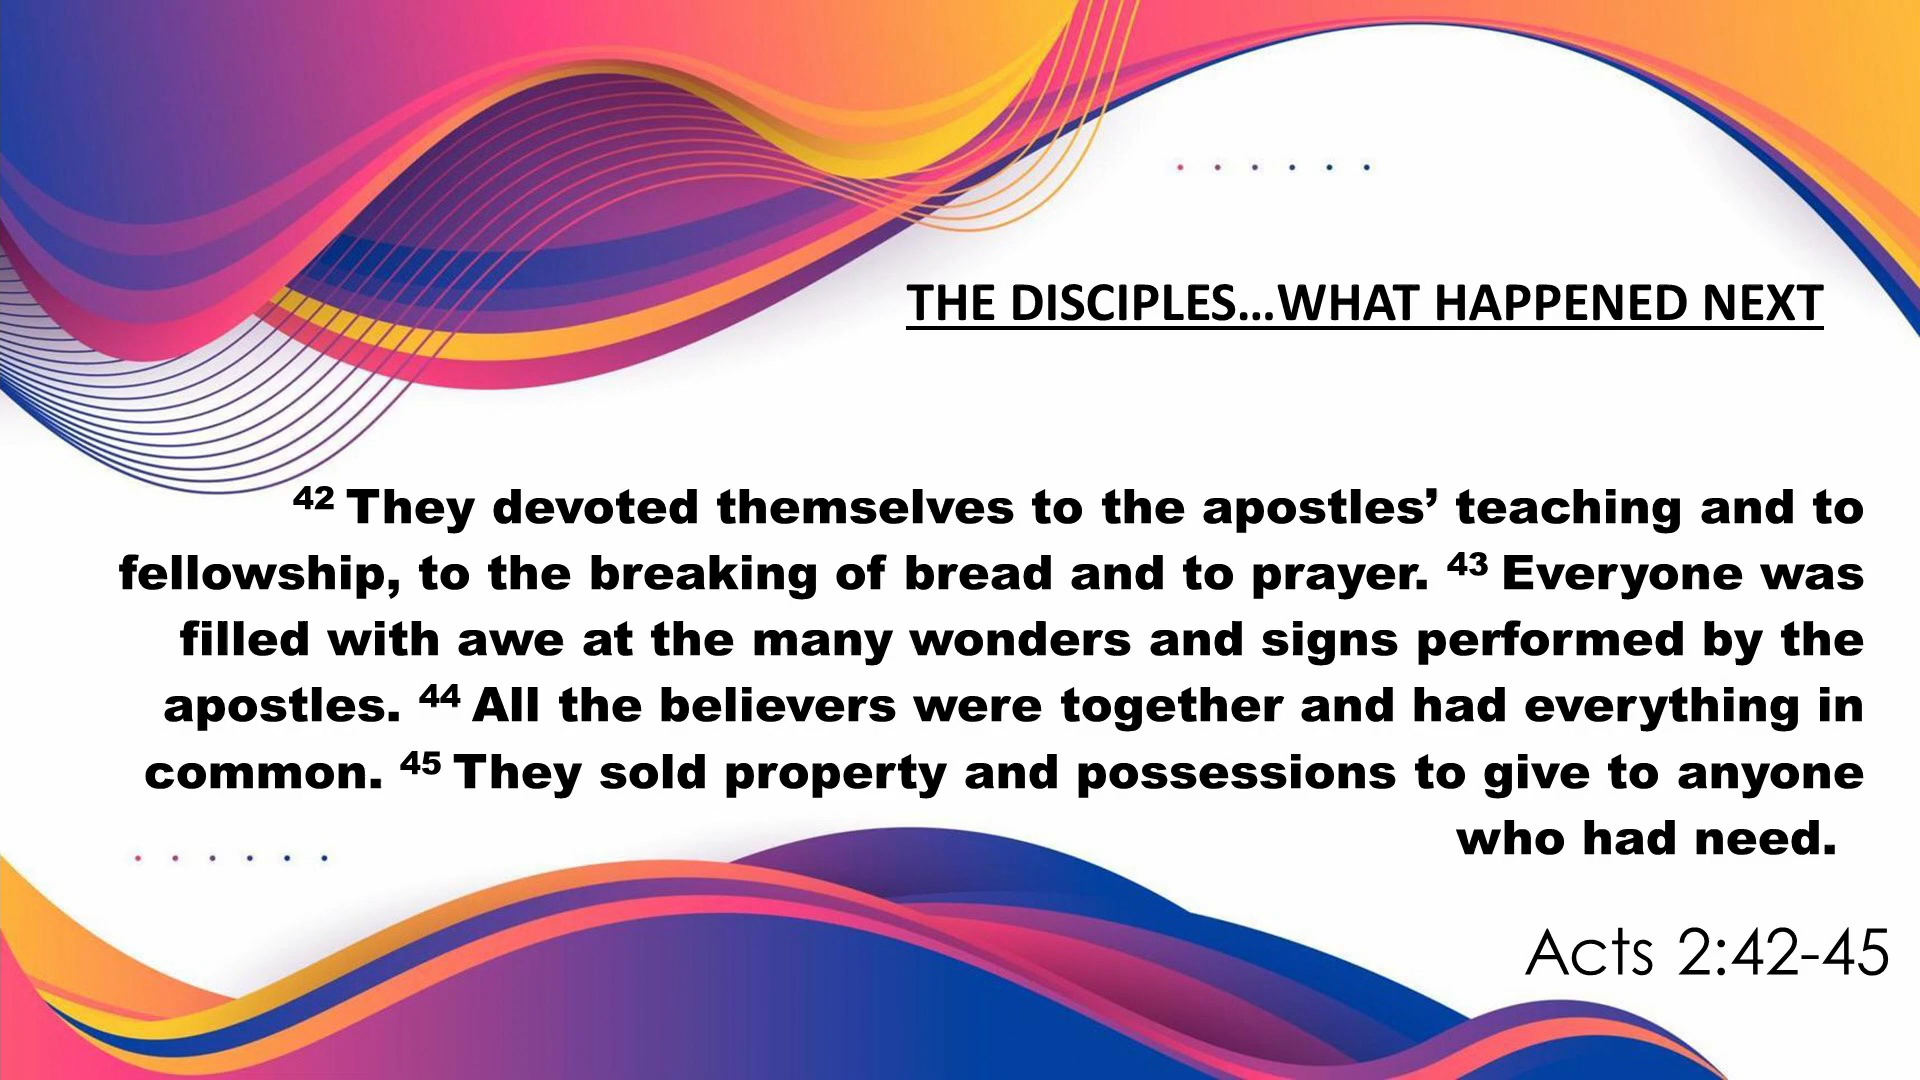 THE DISCIPLES…WHAT HAPPENED NEXT
42 They devoted themselves to the apostles’ teaching and to
fellowship, to the breaking of bread and to prayer. 43 Everyone was
filled with awe at the many wonders and signs performed by the
apostles. 44 All the believers were together and had everything in
common. 45 They sold property and possessions to give to anyone
who had need.
Acts 2:42-45